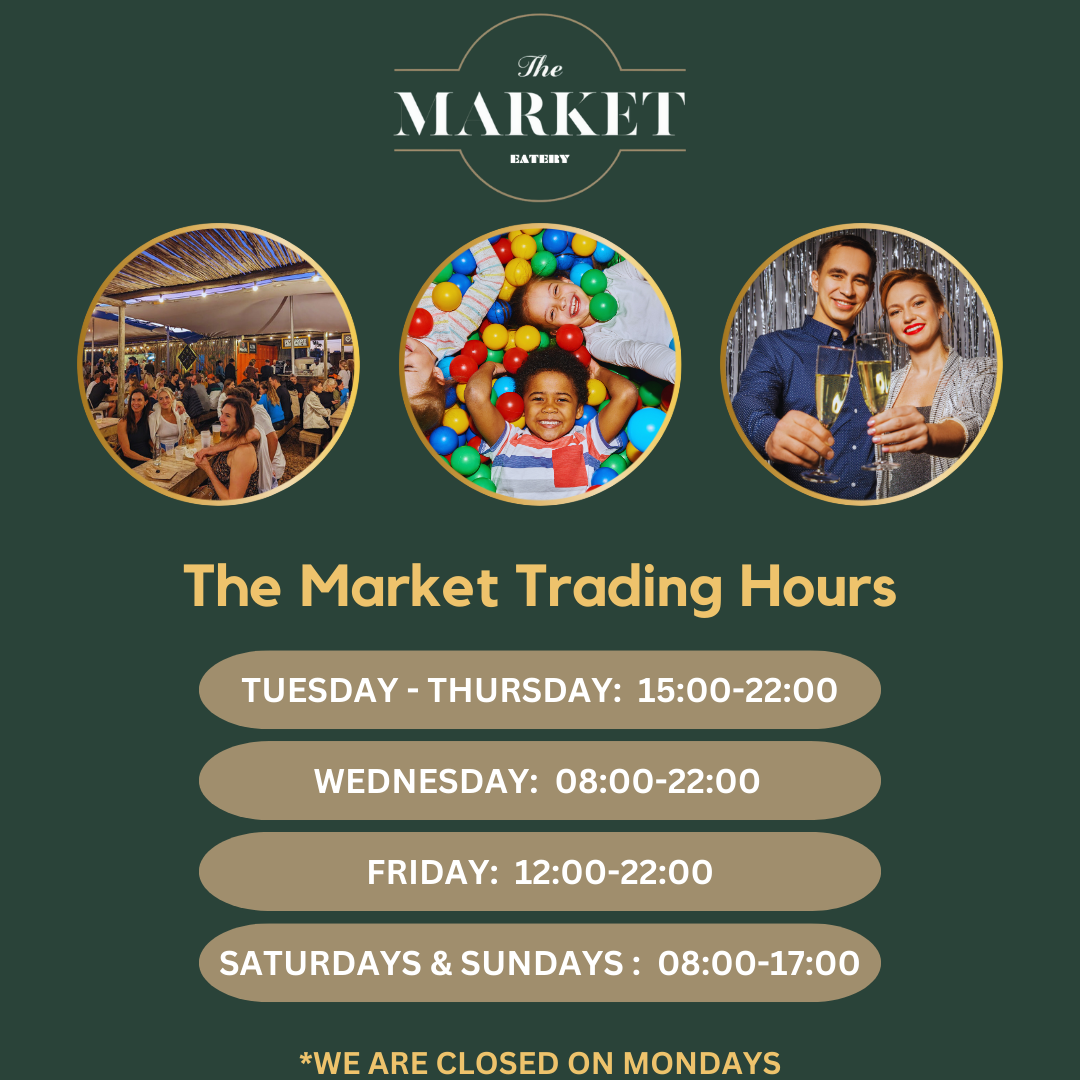 The
MARKET
EATERY
The Market Trading Hours
TUESDAY - THURSDAY: 15:00-22:00
WEDNESDAY: 08:00-22:00
FRIDAY: 12:00-22:00
SATURDAYS & SUNDAYS : 08:00-17:00
*WE ARE CLOSED ON MONDAYS